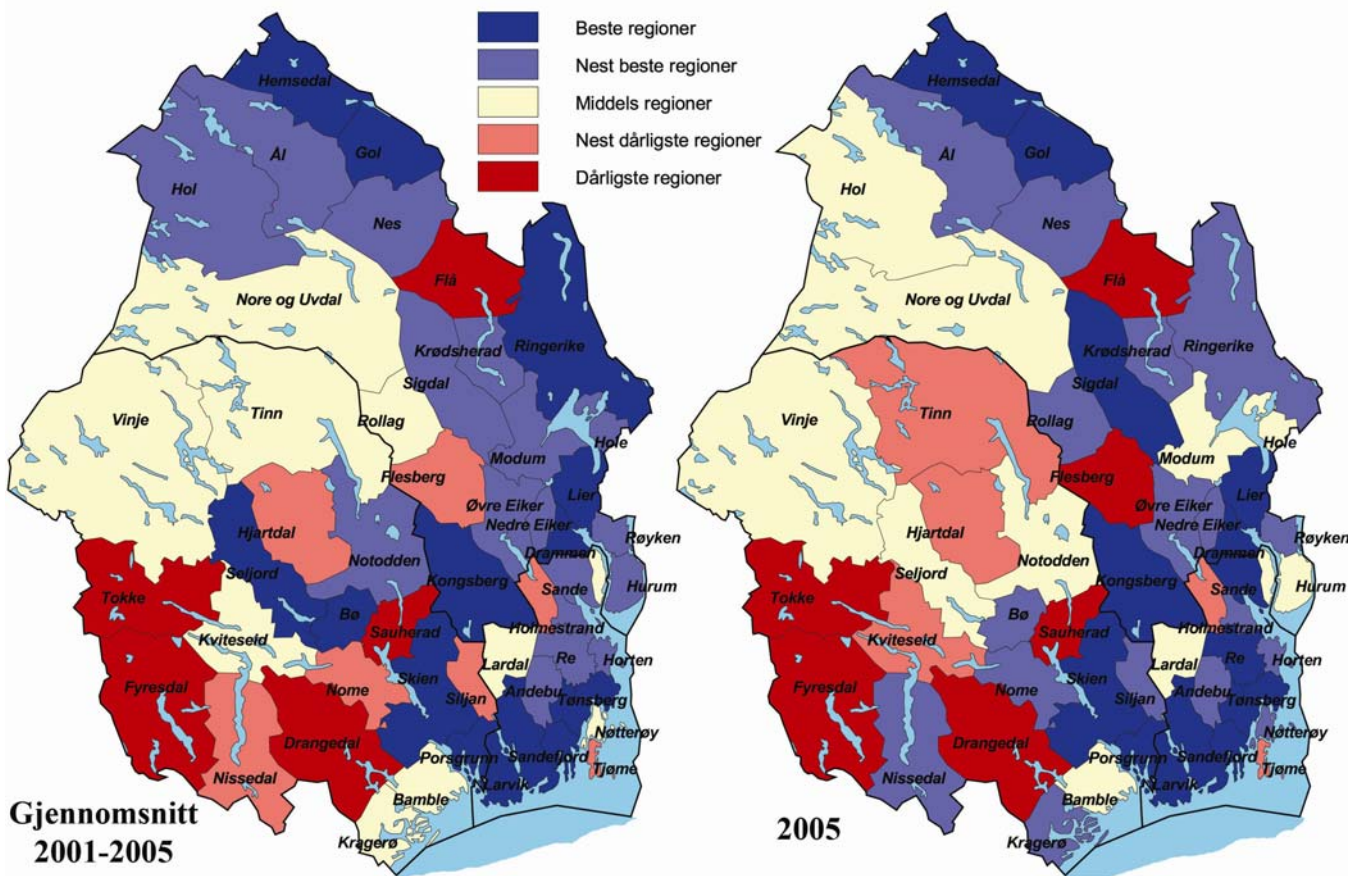 Beste regioner
Nest beste regioner
Middels regioner
Nest dårligste regioner
Dårligste regioner
Hemsedal
Ål
Gol
Hol
Nes
Flå
Nore og Uvdal
Krødsherad
Ringerike
Sigdal
Vinje
Tinn
Rollag
Hole
Modum
Flesberg
Lier
Øvre Eiker
Nedre Eiker
Hjartdal
Røyken
Drammen
Notodden
Seljord
Kongsberg
Sande
Hurum
Tokke
Bø
Holmestrand
Sauherad
Kviteseid
Lardal
Re
Horten
Skien
Fyresdal
Nome
Siljan
Andebu
Tønsberg
Nøtterøy
Drangedal
Porsgrunn
Sandefjord
Tjøme
Nissedal
Larvik
Bamble
Kragerø
Gjennomsnitt
2001-2005
Hemsedal
Ål
Gol
Hol
Nes
Flå
Nore og Uvdal
Krødsherad
Ringerike
Sigdal
Vinje
Tinn
Rollag
Hole
Modum
Flesberg
Lier
Øvre Eiker
Nedre Eiker
Hjartdal
Røyken
Drammen
Notodden
Seljord
Kongsberg
Sande
Hurum
Tokke
Bø
Holmestrand
Sauherad
Kviteseid
Lardal
Re
Horten
Skien
Fyresdal
Nome
Siljan
Andebu
Tønsberg
Nøtterøy
Drangedal
Porsgrunn
Sandefjord
Tjøme
Nissedal
Larvik
Bamble
Kragerø
2005